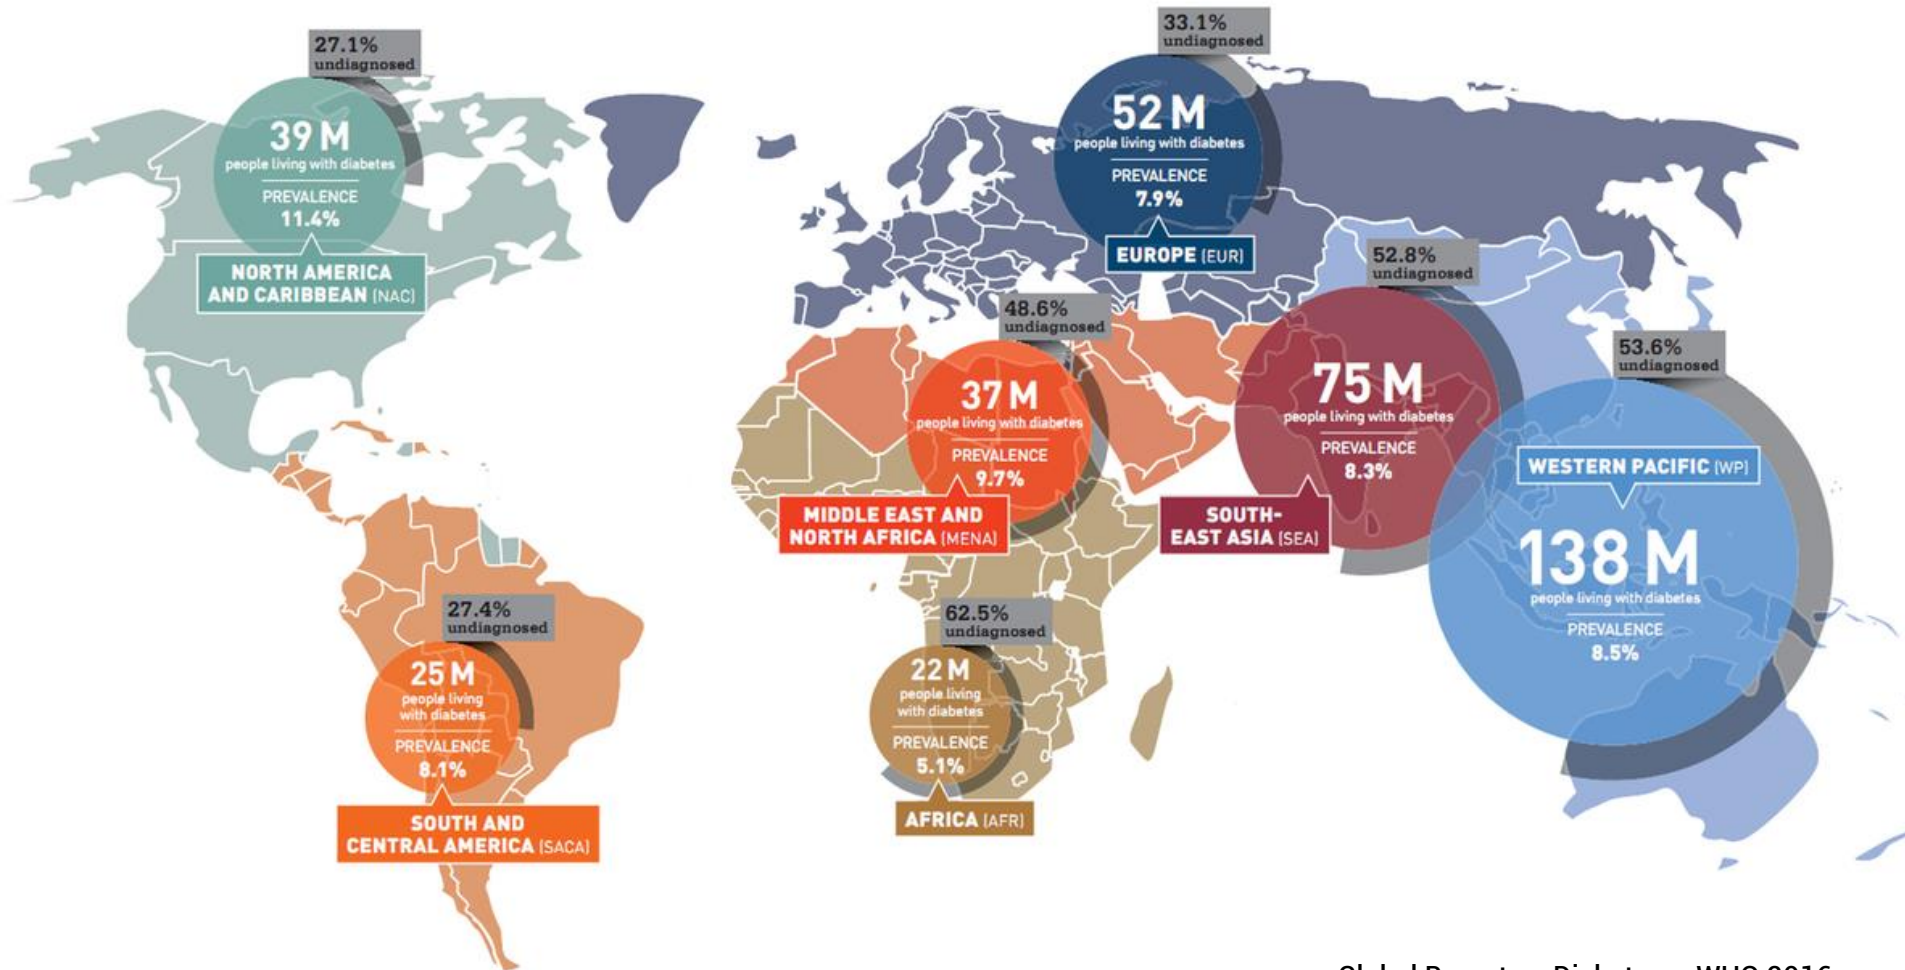 27.1%
undiagnosed
39 M
people living with diabetes
PREVALENCE
11.4%
NORTH AMERICA
AND CARIBBEAN (NAC)
33.1%
undiagnosed
52 M
people living with diabetes
PREVALENCE
7.9%
EUROPE (EUR)
48.6%
undiagnosed
37 M
people living with diabetes
PREVALENCE
9.7%
MIDDLE EAST AND
NORTH AFRICA (MENA)
52.8%
undiagnosed
75 M
people living with diabetes
PREVALENCE
8.3%
SOUTH-
EAST ASIA (SEA)
53.6%
undiagnosed
WESTERN PACIFIC (WP)
138 M
people living with diabetes
PREVALENCE
8.5%
27.4%
undiagnosed
25 M
people living
with diabetes
PREVALENCE
8.1%
SOUTH AND
CENTRAL AMERICA (SACA)
62.5%
undiagnosed
22 M
people living
with diabetes
PREVALENCE
5.1%
AFRICA (AFR)